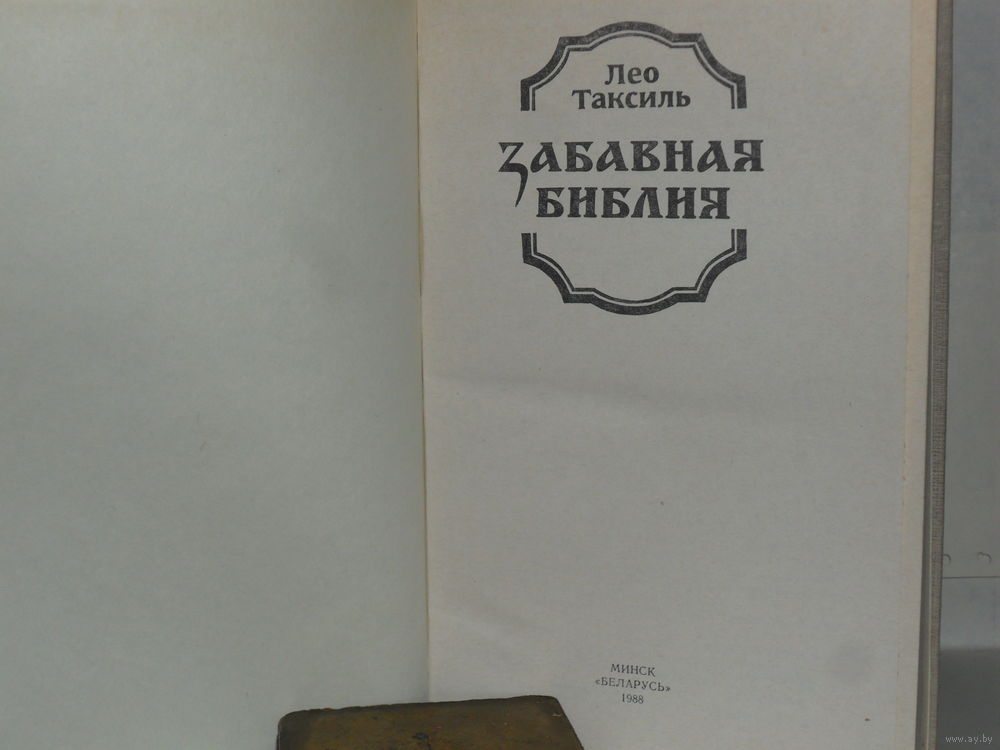 Лео
Таксиль
ЗАБАВНАЯ
БИБЛИЯ
МИНСК
«БЕЛАРУСЬ»
1988
www.ay.by